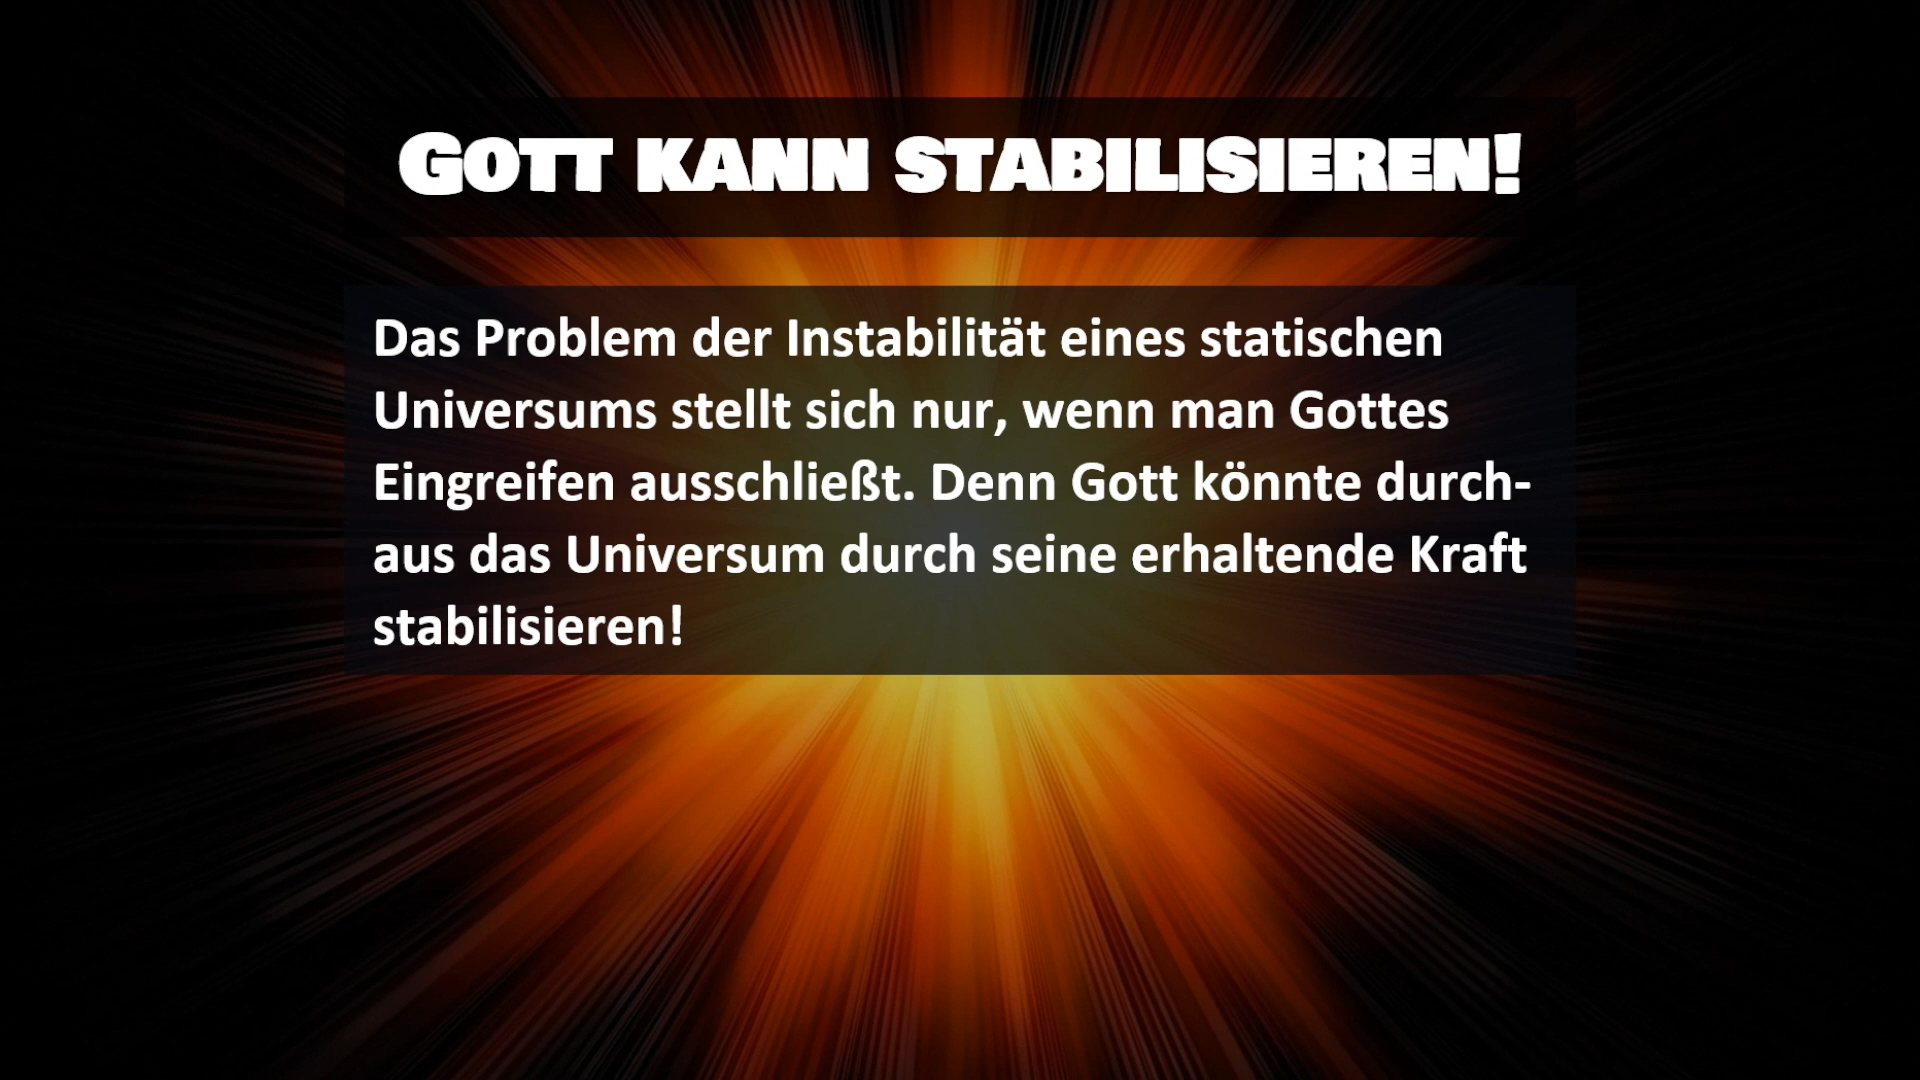 Gott kann stabilisieren!
Das Problem der Instabilität eines statischen
Universums stellt sich nur, wenn man Gottes
Eingreifen ausschließt. Denn Gott könnte durch-
aus das Universum durch seine erhaltende Kraft
stabilisieren!